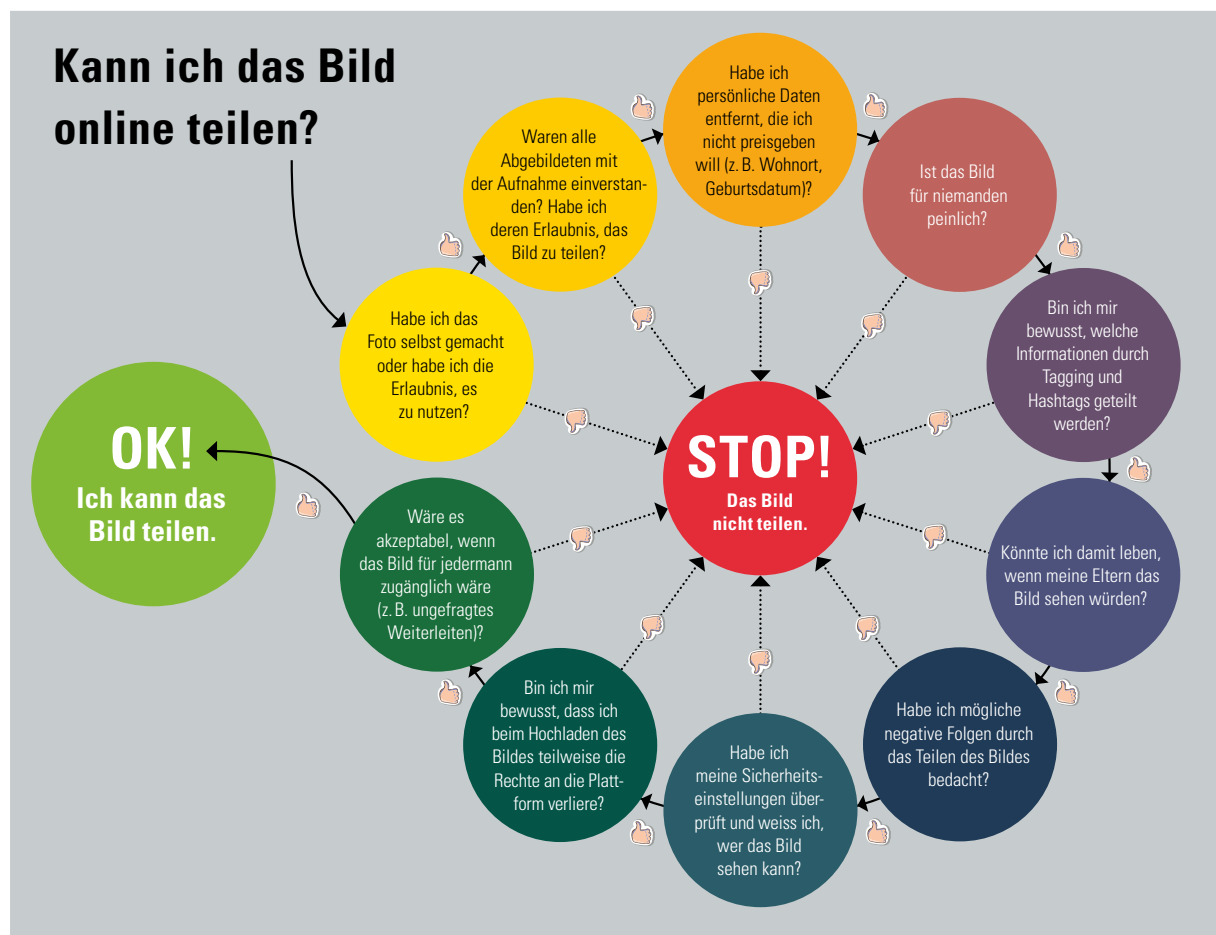 Kann ich das Bild
online teilen?
Habe ich das
Foto selbst gemacht
oder habe ich die
Erlaubnis, es
zu nutzen?
Waren alle
Abgebildeten mit
der Aufnahme einverstan-
den? Habe ich
deren Erlaubnis, das
Bild zu teilen?
Habe ich
persönliche Daten
entfernt, die ich
nicht preisgeben
will (z. B. Wohnort,
Geburtsdatum)?
Ist das Bild
für niemanden
peinlich?
Bin ich mir
bewusst, welche
Informationen durch
Tagging und
Hashtags geteilt
werden?
Könnte ich damit leben,
wenn meine Eltern das
Bild sehen würden?
Habe ich mögliche
negative Folgen durch
das Teilen des Bildes
bedacht?
Habe ich
meine Sicherheits-
einstellungen über-
prüft und weiss ich,
wer das Bild
sehen kann?
Bin ich mir
bewusst, dass ich
beim Hochladen des
Bildes teilweise die
Rechte an die Platt-
form verliere?
Wäre es
akzeptabel, wenn
das Bild für jedermann
zugänglich wäre
(z. B. ungefragtes
Weiterleiten)?
OK!
Ich kann das
Bild teilen.
STOP!
Das Bild
nicht teilen.